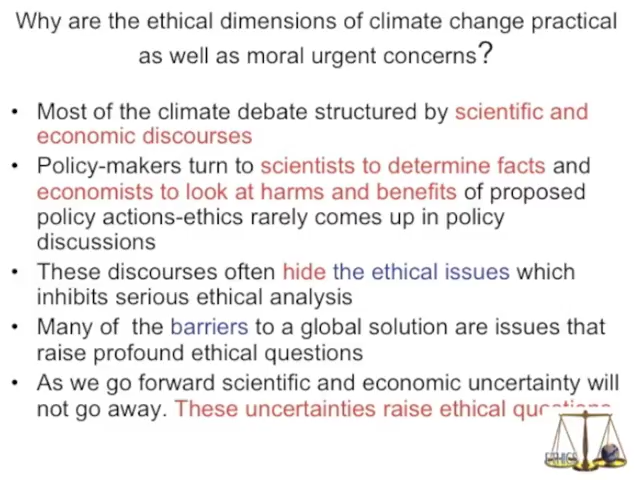 Why are the ethical dimensions of climate change practical
as well as moral urgent concerns?
• Most of the climate debate structured by scientific and
economic discourses
• Policy-makers turn to scientists to determine facts and
economists to look at harms and benefits of proposed
policy actions-ethics rarely comes up in policy
discussions
• These discourses often hide the ethical issues which
inhibits serious ethical analysis
• Many of the barriers to a global solution are issues that
raise profound ethical questions
• As we go forward scientific and economic uncertainty will
not go away. These uncertainties raise ethical questions
ETHICS